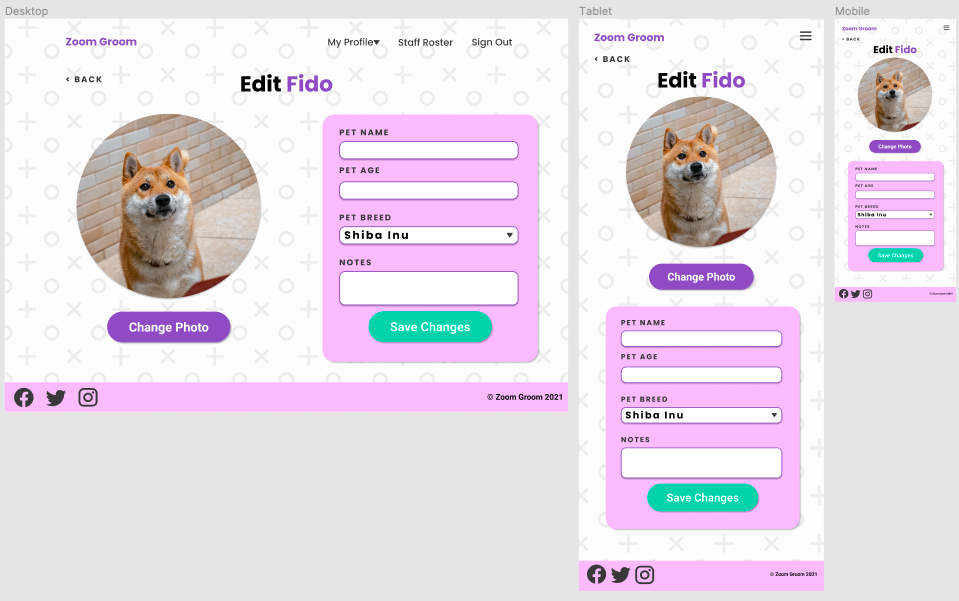 Desktop
Zoom Groom
My Profile▾ Staff Roster Sign Out
< BACK
Edit Fido
PET NAME
PET AGE
PET BREED
Shiba Inu
NOTES
Change Photo
Save Changes
© Zoom Groom 2021
Tablet
Zoom Groom
< BACK
Edit Fido
Change Photo
PET NAME
PET AGE
PET BREED
Shiba Inu
NOTES
Save Changes
© Zoom Groom 2021
Mobile
Zoom Groom
< BACK
Edit Fido
Change Photo
PET NAME
PET AGE
PET BREED
Shiba Inu
NOTES
Save Changes